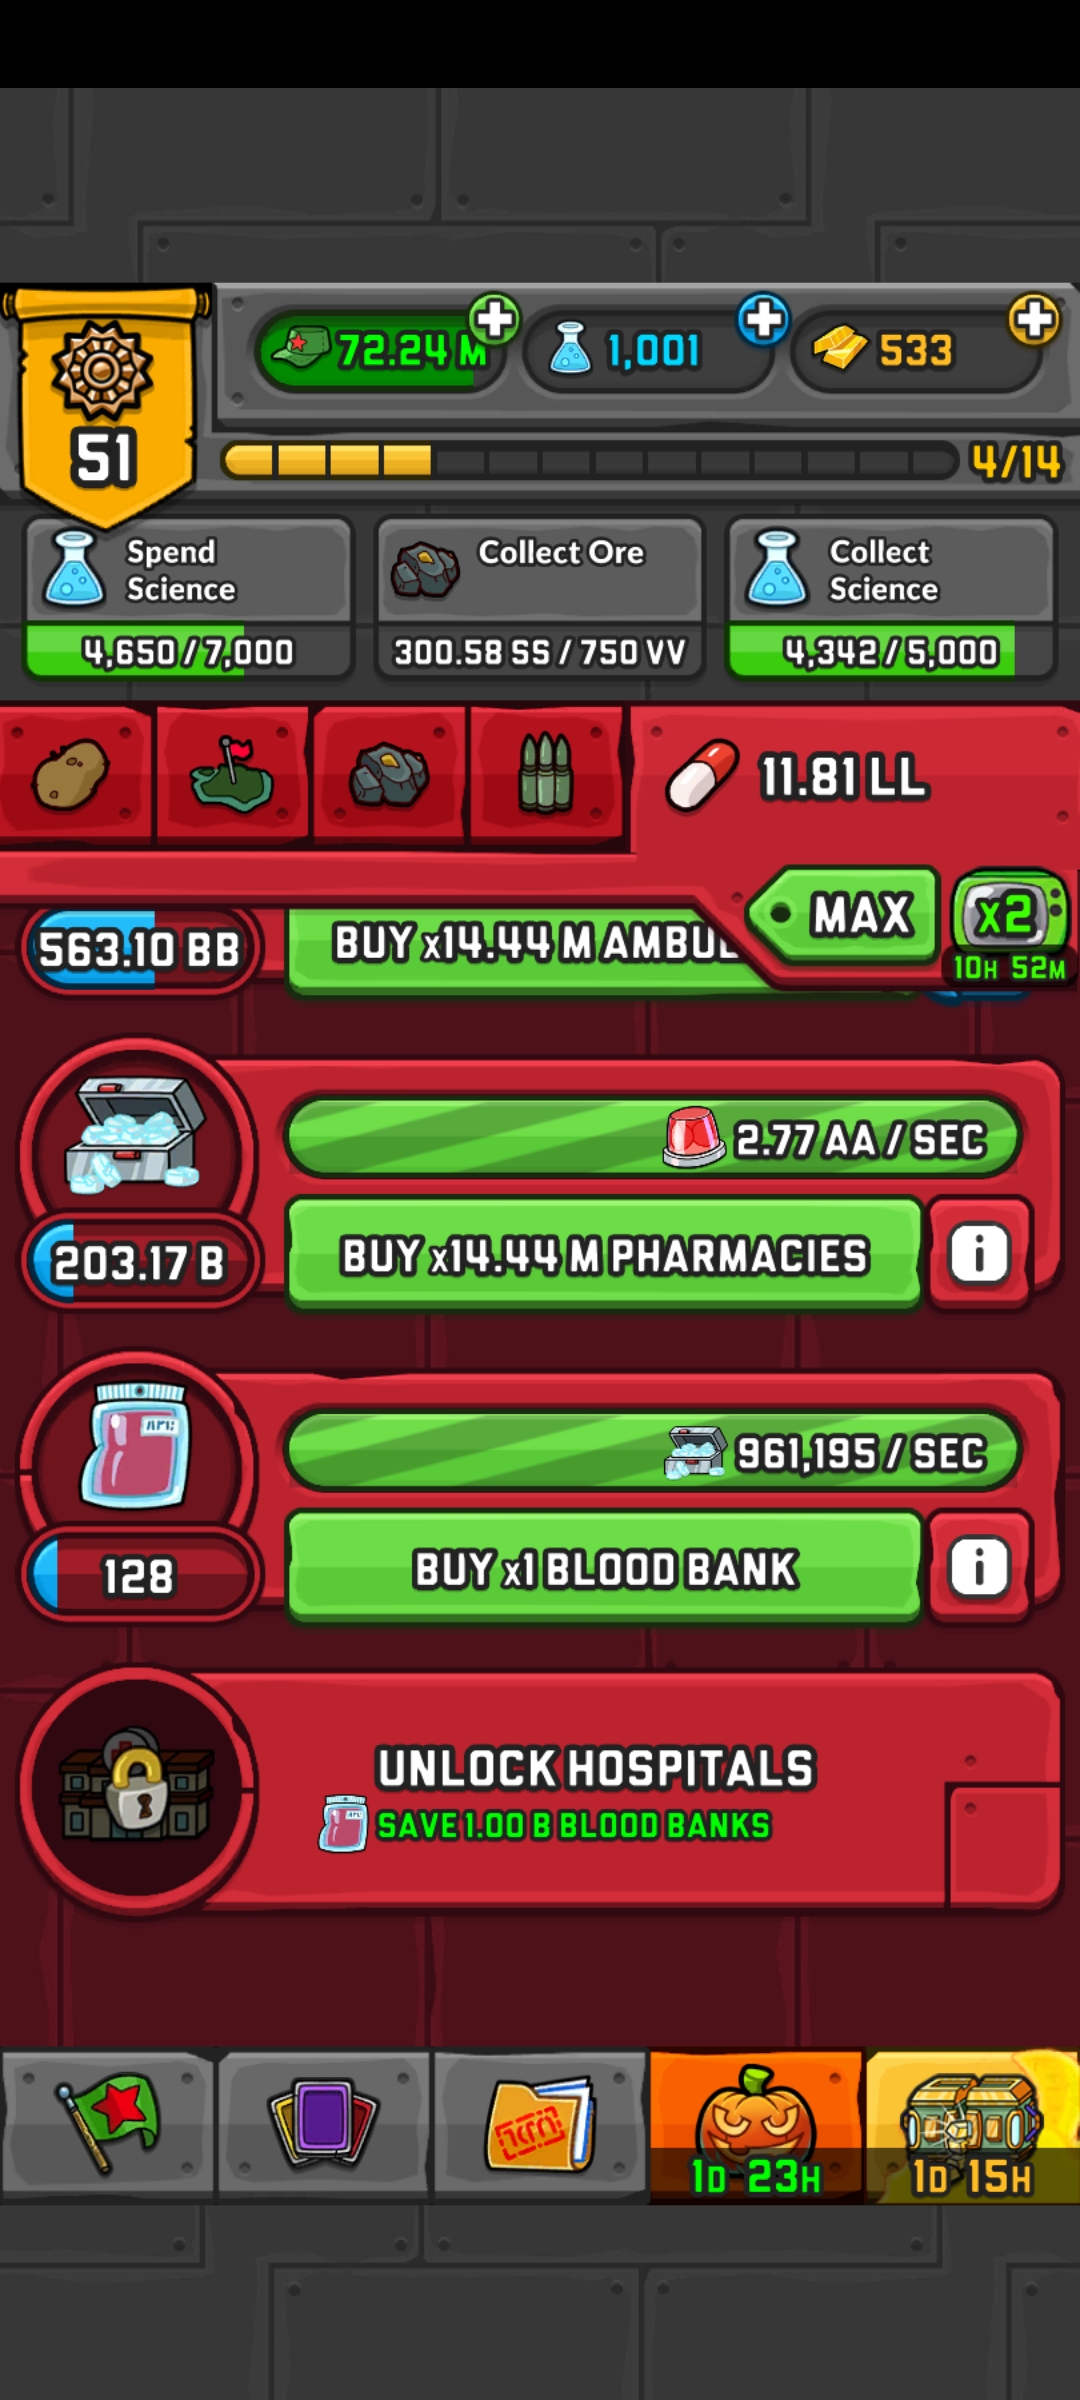 51
72.24 M
1,001
533
4/14
Spend
Science
4,650/7,000
Collect Ore
300.58 SS/750 VV
Collect
Science
4,342/5,000
11.81 LL
MAX
x2
10H 52M
563.10 BB
BUY x14.44 M AMBUL
2.77 AA / SEC
203.17 B
BUY x14.44 M PHARMACIES
i
961,195 / SEC
128
BUY x1 BLOOD BANK
i
UNLOCK HOSPITALS
SAVE 1.00 B BLOOD BANKS
1D 23H
1D 15H